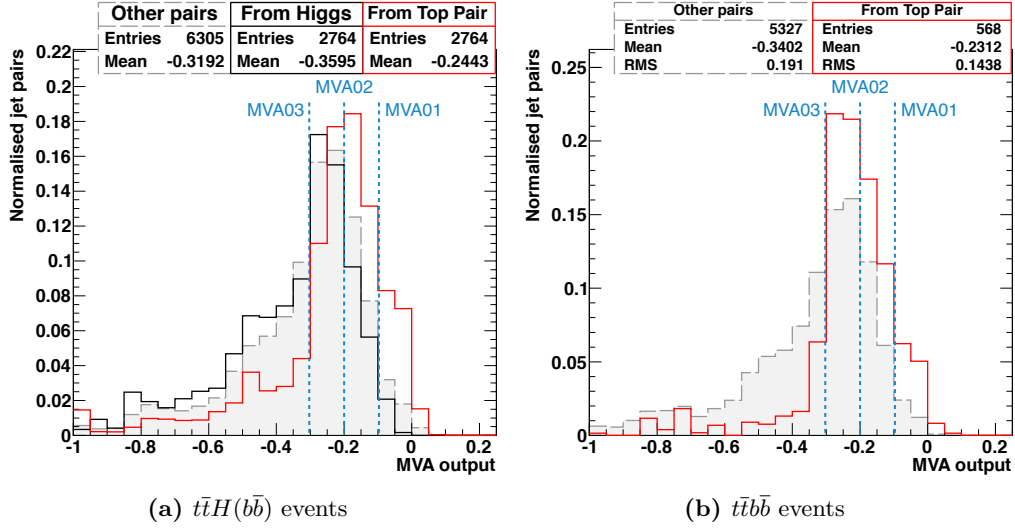 Other pairs
Entries 6305
Mean -0.3192
From Higgs
Entries 2764
Mean -0.3595
From Top Pair
Entries 2764
Mean -0.2443
Normalised jet pairs
0.22
0.2
0.18
0.16
0.14
0.12
0.1
0.08
0.06
0.04
0.02
0
MVA02
MVA03
MVA01
-1 -0.8 -0.6 -0.4 -0.2 0 0.2
MVA output
(a) tt̄H(bb̄) events
Other pairs
Entries 5327
Mean -0.3402
RMS 0.191
From Top Pair
Entries 568
Mean -0.2312
RMS 0.1438
Normalised jet pairs
0.25
0.2
0.15
0.1
0.05
0
MVA02
MVA03
MVA01
-1 -0.8 -0.6 -0.4 -0.2 0 0.2
MVA output
(b) tt̄bb̄ events